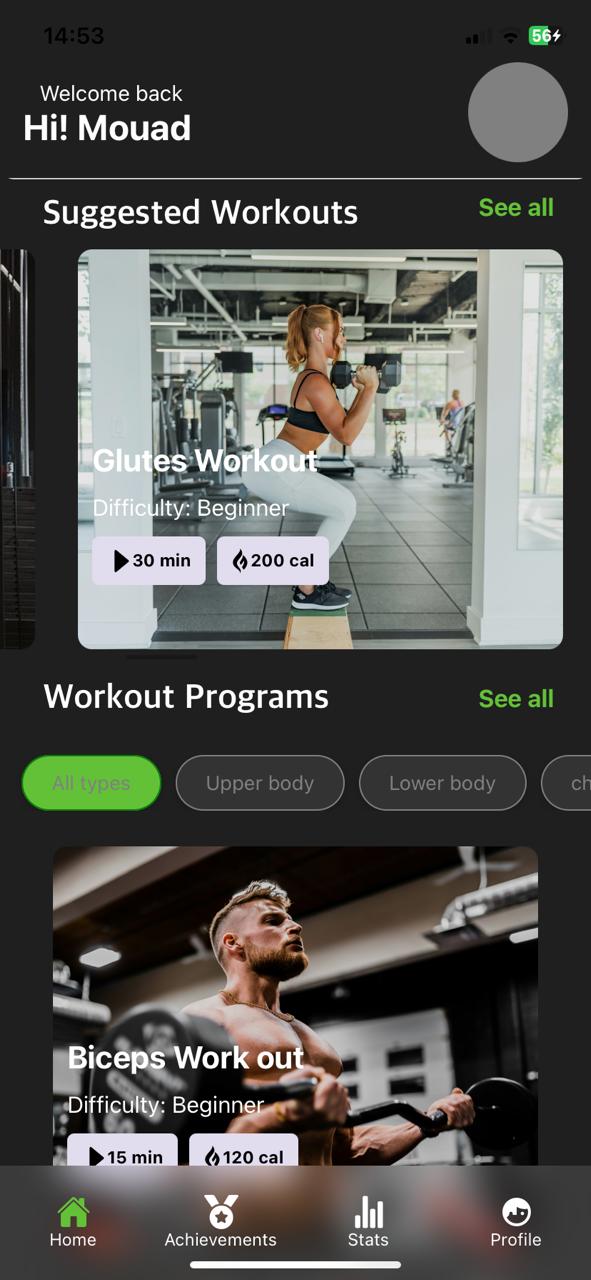 14:53
56
Welcome back
Hi! Mouad
Suggested Workouts
See all
Glutes Workout
Difficulty: Beginner
30 min
200 cal
Workout Programs
See all
All types
Upper body
Lower body
ch
Biceps Work out
Difficulty: Beginner
15 min
120 cal
Home
Achievements
Stats
Profile